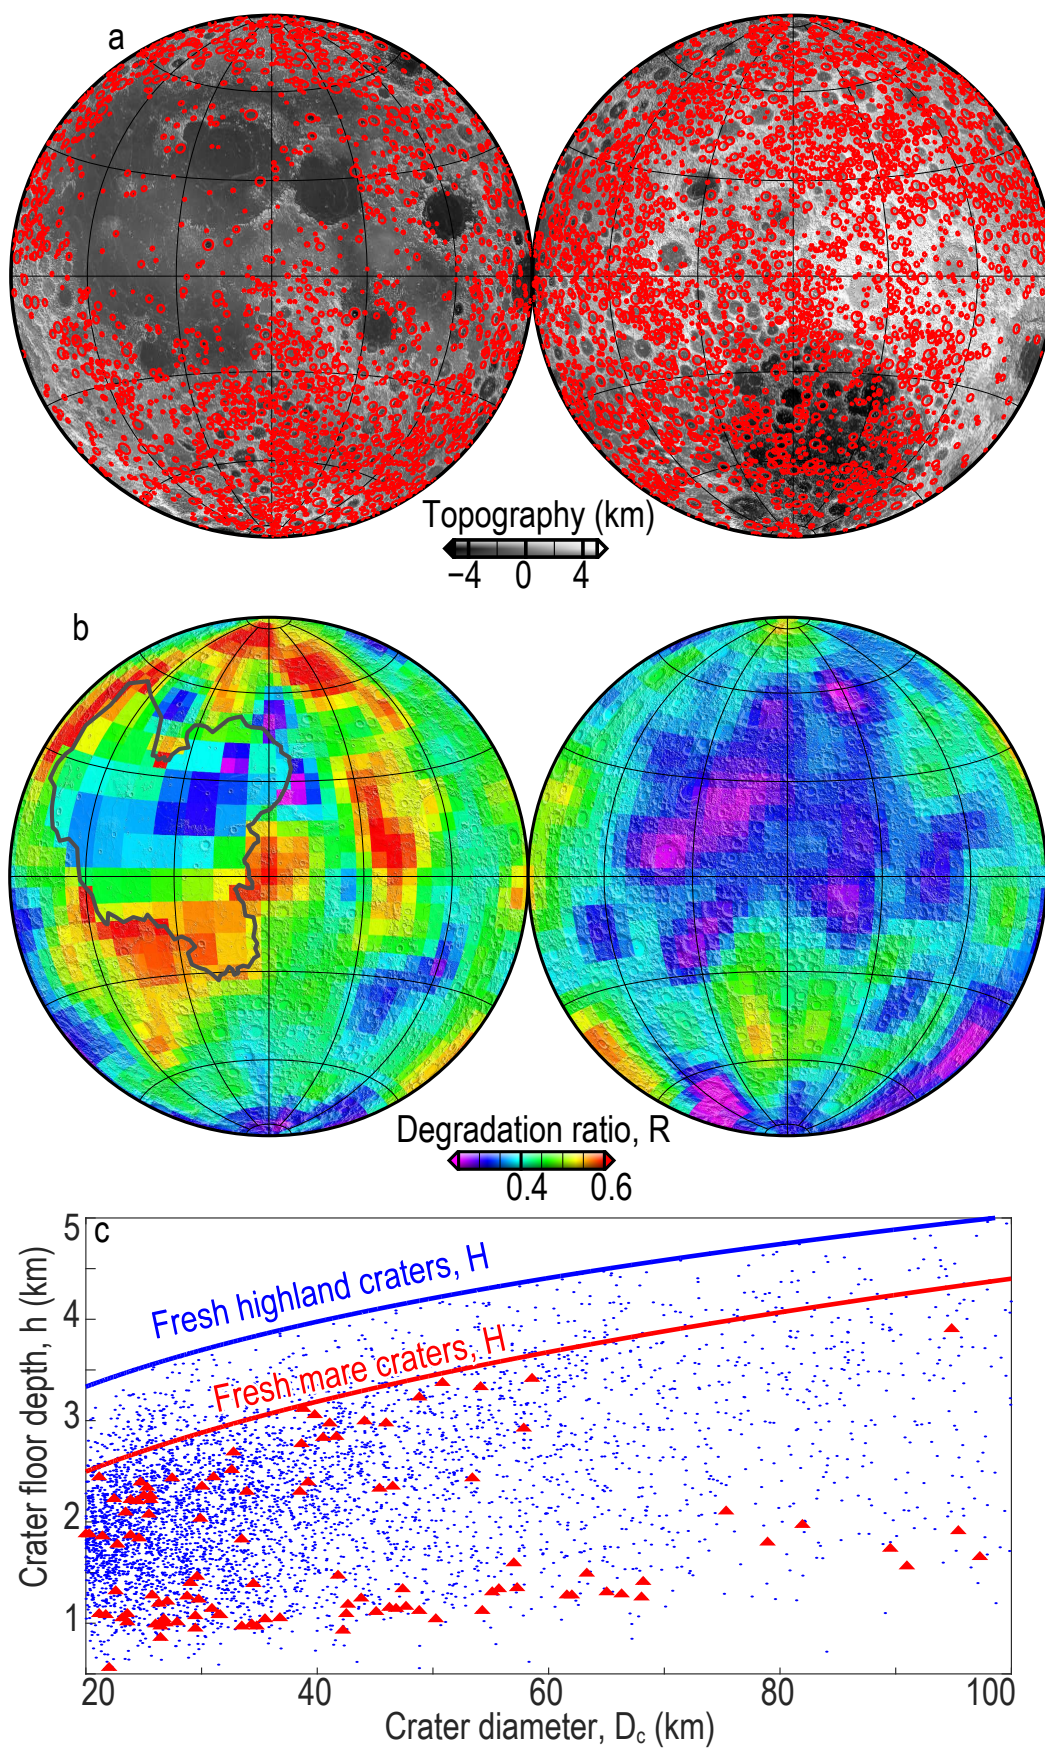 a
Topography (km)
−4 0 4
b
Degradation ratio, R
0.4 0.6
c
Crater floor depth, h (km)
5
4
3
2
1
Fresh highland craters, H
Fresh mare craters, H
20 40 60 80 100
Crater diameter, Dc (km)